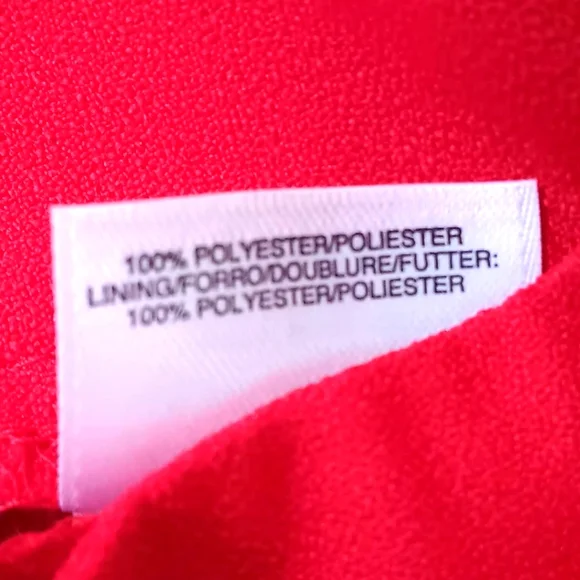 100% POLYESTER/POLIESTER
LINING/FORRO/DOUBLURE/FUTTER:
100% POLYESTER/POLIESTER